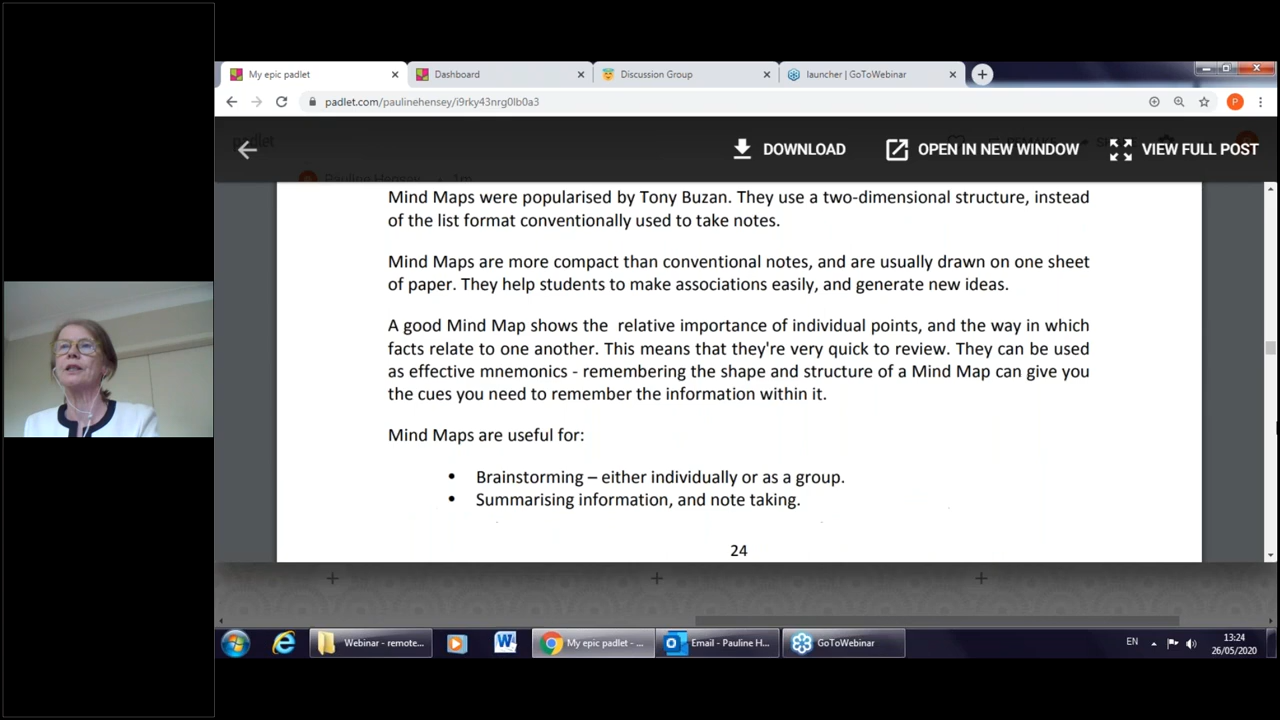 My epic padlet
Dashboard
Discussion Group
launcher | GoToWebinar
padlet.com/paulinehensey/i9rky43nrg0lb0a3
P
padlet
DOWNLOAD
OPEN IN NEW WINDOW
VIEW FULL POST
Pauline Hensey 1m
Mind Maps were popularised by Tony Buzan. They use a two-dimensional structure, instead
of the list format conventionally used to take notes.
Mind Maps are more compact than conventional notes, and are usually drawn on one sheet
of paper. They help students to make associations easily, and generate new ideas.
A good Mind Map shows the relative importance of individual points, and the way in which
facts relate to one another. This means that they're very quick to review. They can be used
as effective mnemonics - remembering the shape and structure of a Mind Map can give you
the cues you need to remember the information within it.
Mind Maps are useful for:
• Brainstorming – either individually or as a group.
• Summarising information, and note taking.
24
Webinar - remote...
My epic padlet - ...
Email - Pauline H...
GoToWebinar
EN
13:24
26/05/2020